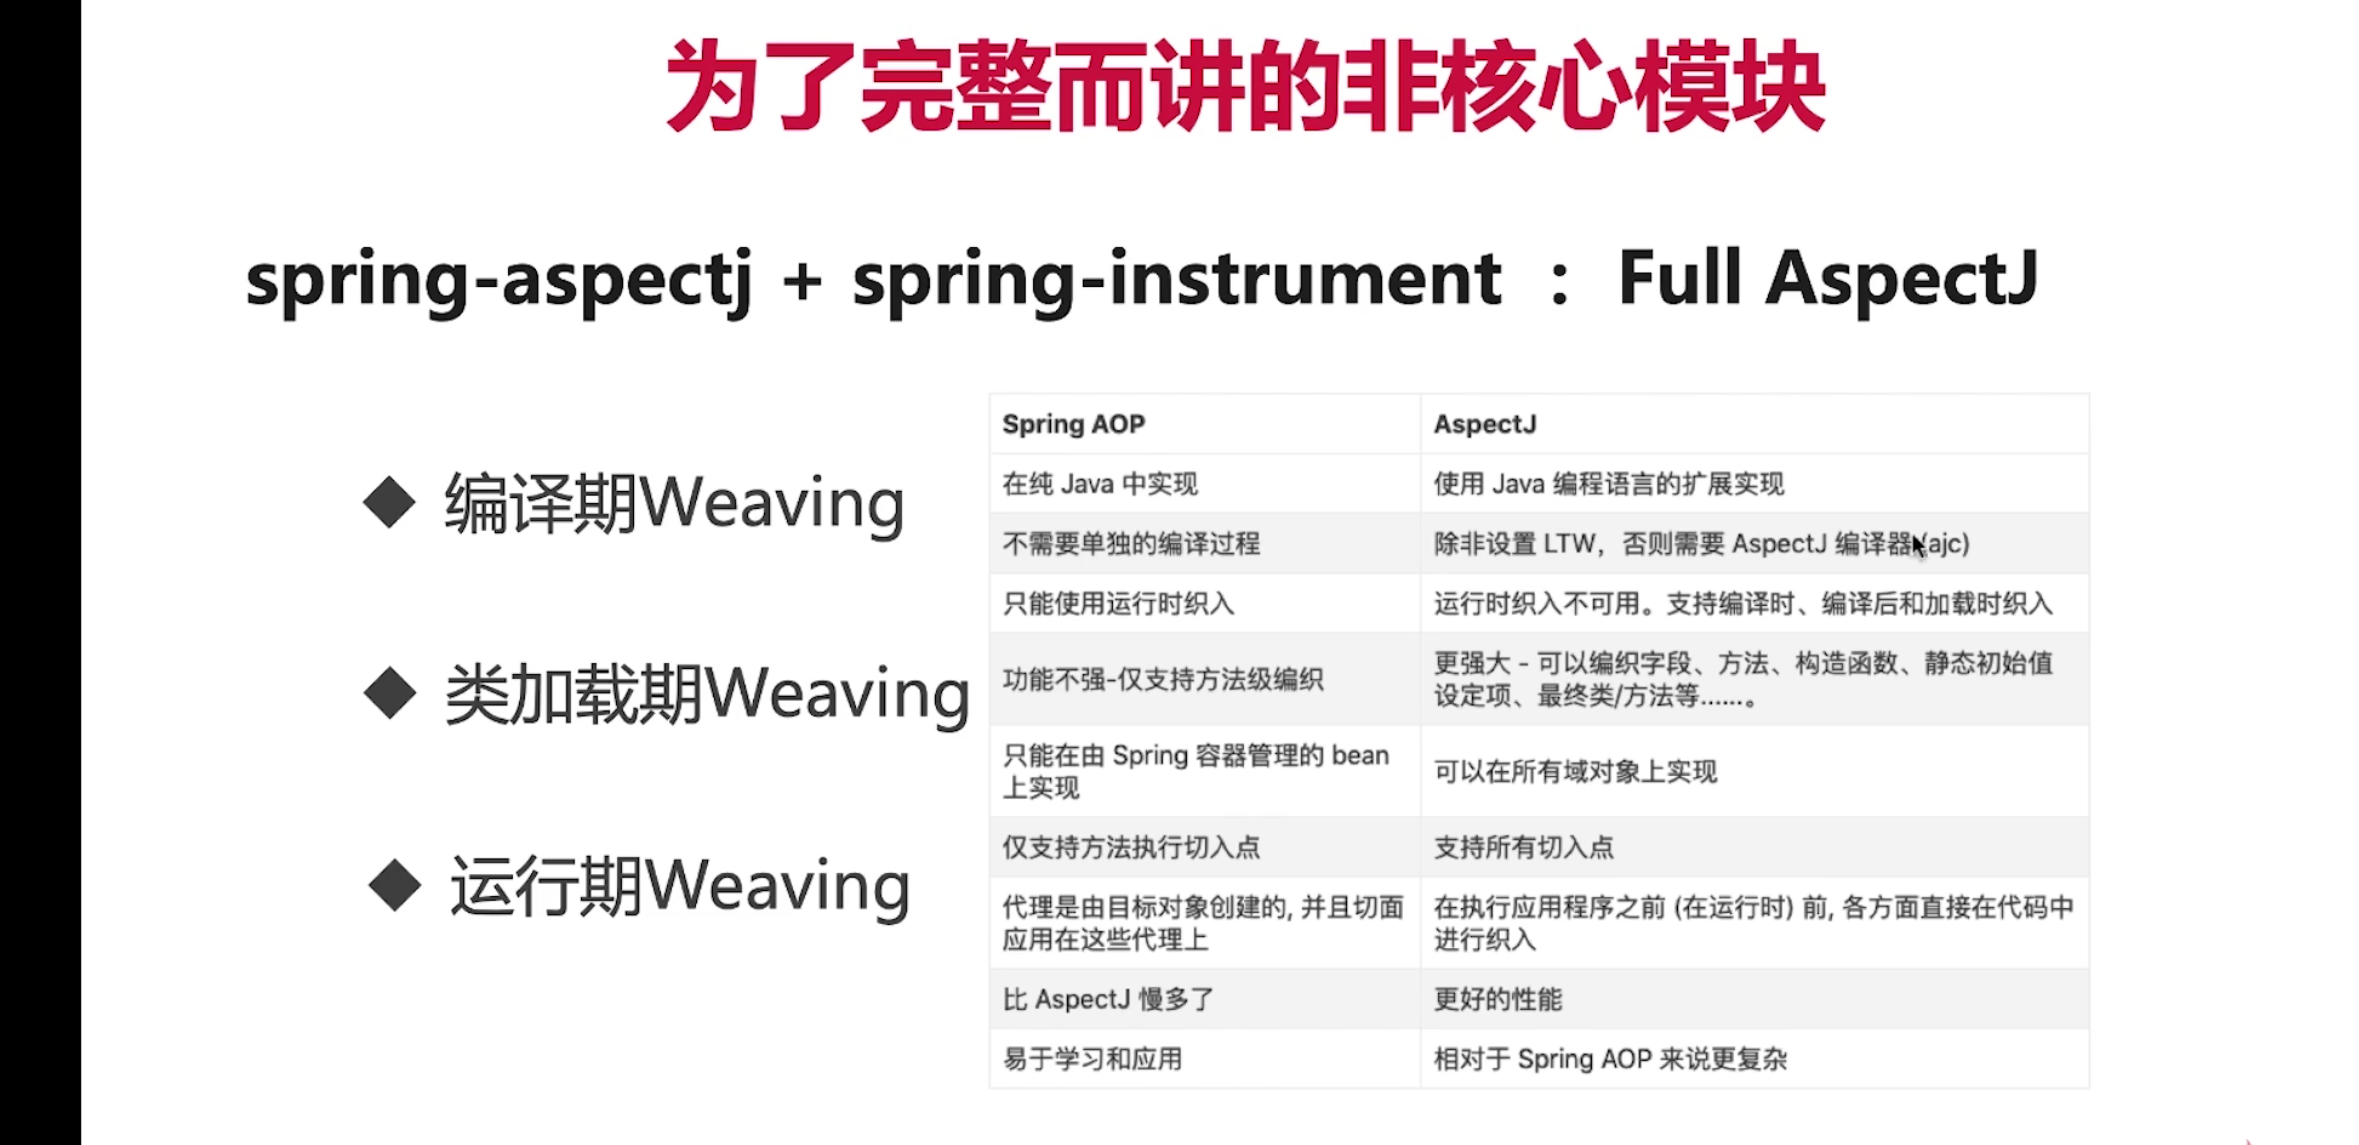 为了完整而讲的非核心模块
spring-aspectj + spring-instrument ： Full AspectJ
编译期Weaving
类加载期Weaving
运行期Weaving
Spring AOP AspectJ
在纯 Java 中实现 使用 Java 编程语言的扩展实现
不需要单独的编译过程 除非设置 LTW，否则需要 AspectJ 编译器 (ajc)
只能使用运行时织入 运行时织入不可用。支持编译时、编译后和加载时织入
功能不强-仅支持方法级编织 更强大 - 可以编织字段、方法、构造函数、静态初始值
设定项、最终类/方法等......。
只能在由 Spring 容器管理的 bean
上实现 可以在所有域对象上实现
仅支持方法执行切入点 支持所有切入点
代理是由目标对象创建的, 并且切面
应用在这些代理上 在执行应用程序之前 (在运行时) 前, 各方面直接在代码中
进行织入
比 AspectJ 慢多了 更好的性能
易于学习和应用 相对于 Spring AOP 来说更复杂